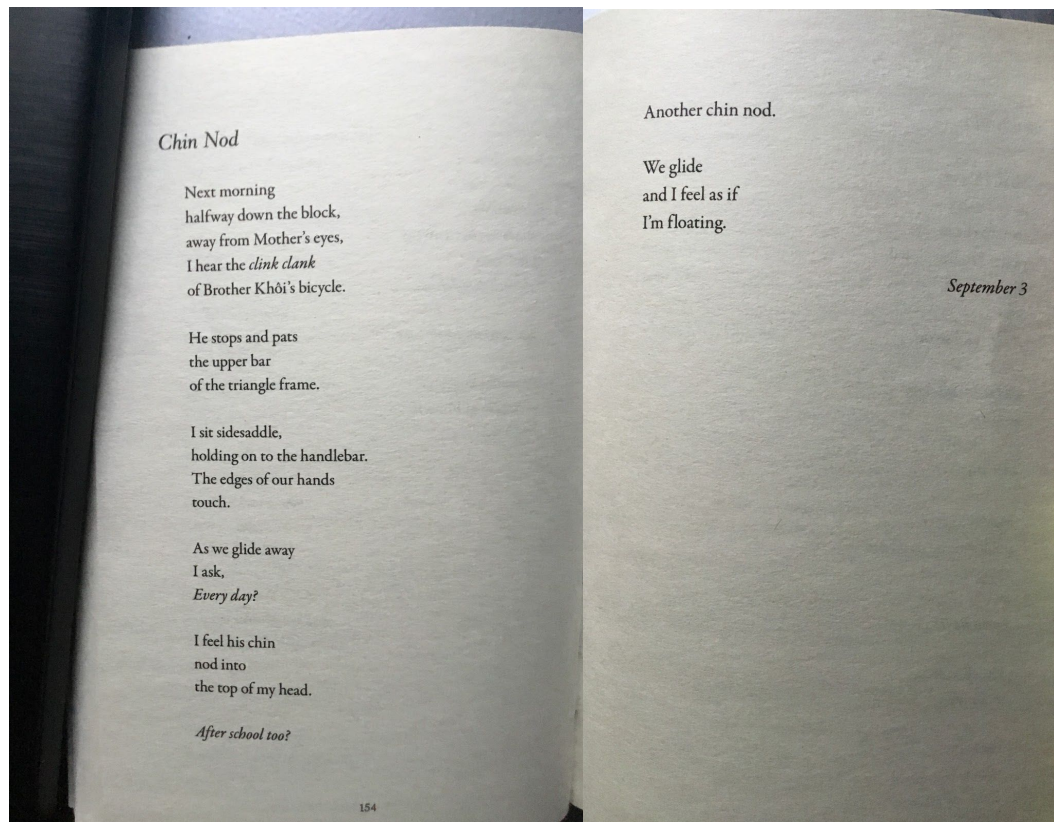 Chin Nod
Next morning
halfway down the block,
away from Mother's eyes,
I hear the clink clank
of Brother Khôi's bicycle.
He stops and pats
the upper bar
of the triangle frame.
I sit sidesaddle,
holding on to the handlebar.
The edges of our hands
touch.
As we glide away
I ask,
Every day?
I feel his chin
nod into
the top of my head.
After school too?
154
Another chin nod.
We glide
and I feel as if
I'm floating.
September 3